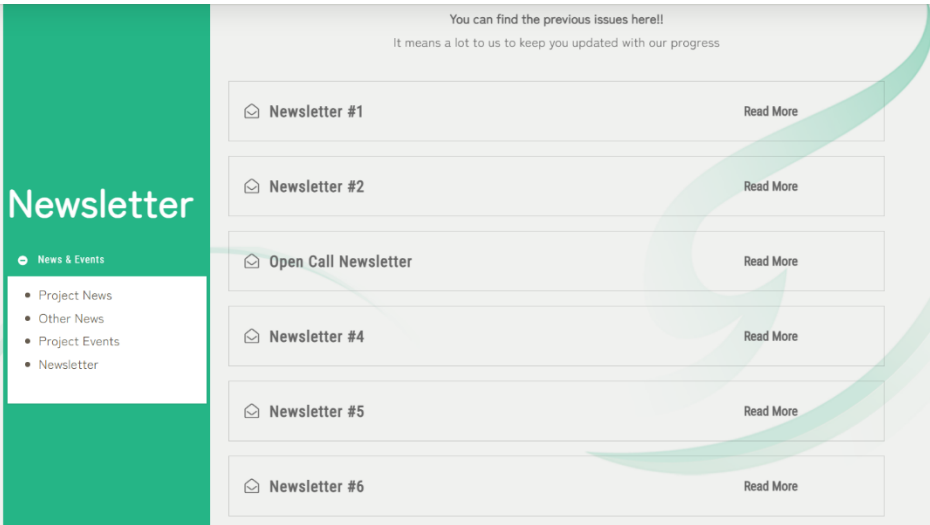 You can find the previous issues here!!
It means a lot to us to keep you updated with our progress
Newsletter
News & Events
Project News
Other News
Project Events
Newsletter
Newsletter #1 Read More
Newsletter #2 Read More
Open Call Newsletter Read More
Newsletter #4 Read More
Newsletter #5 Read More
Newsletter #6 Read More